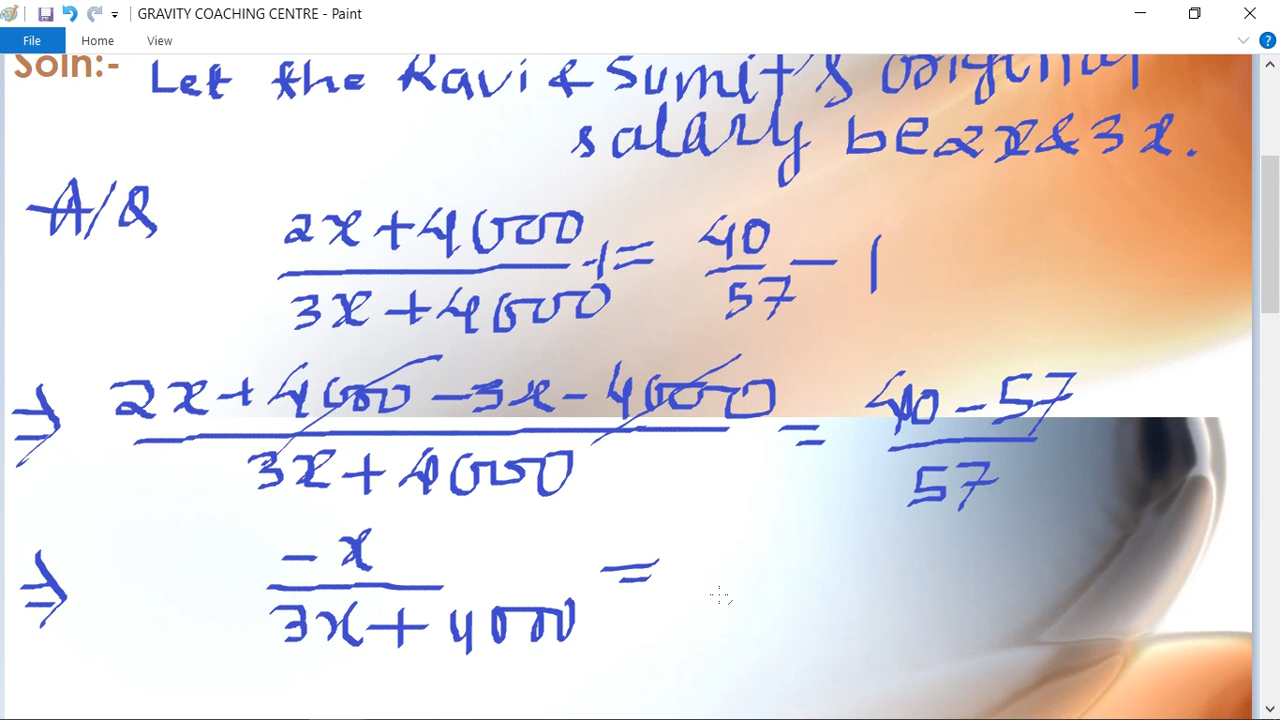 GRAVITY COACHING CENTRE - Paint
File Home View
Soln:- Let the Ravi & Sumit's original
salary be 2x & 3x.
A/Q
2x+4000 / 3x+4000 -1 = 40/57 - 1
⇒ 2x+4000-3x-4000 / 3x+4000 = 40-57 / 57
⇒ -x / 3x+4000 =